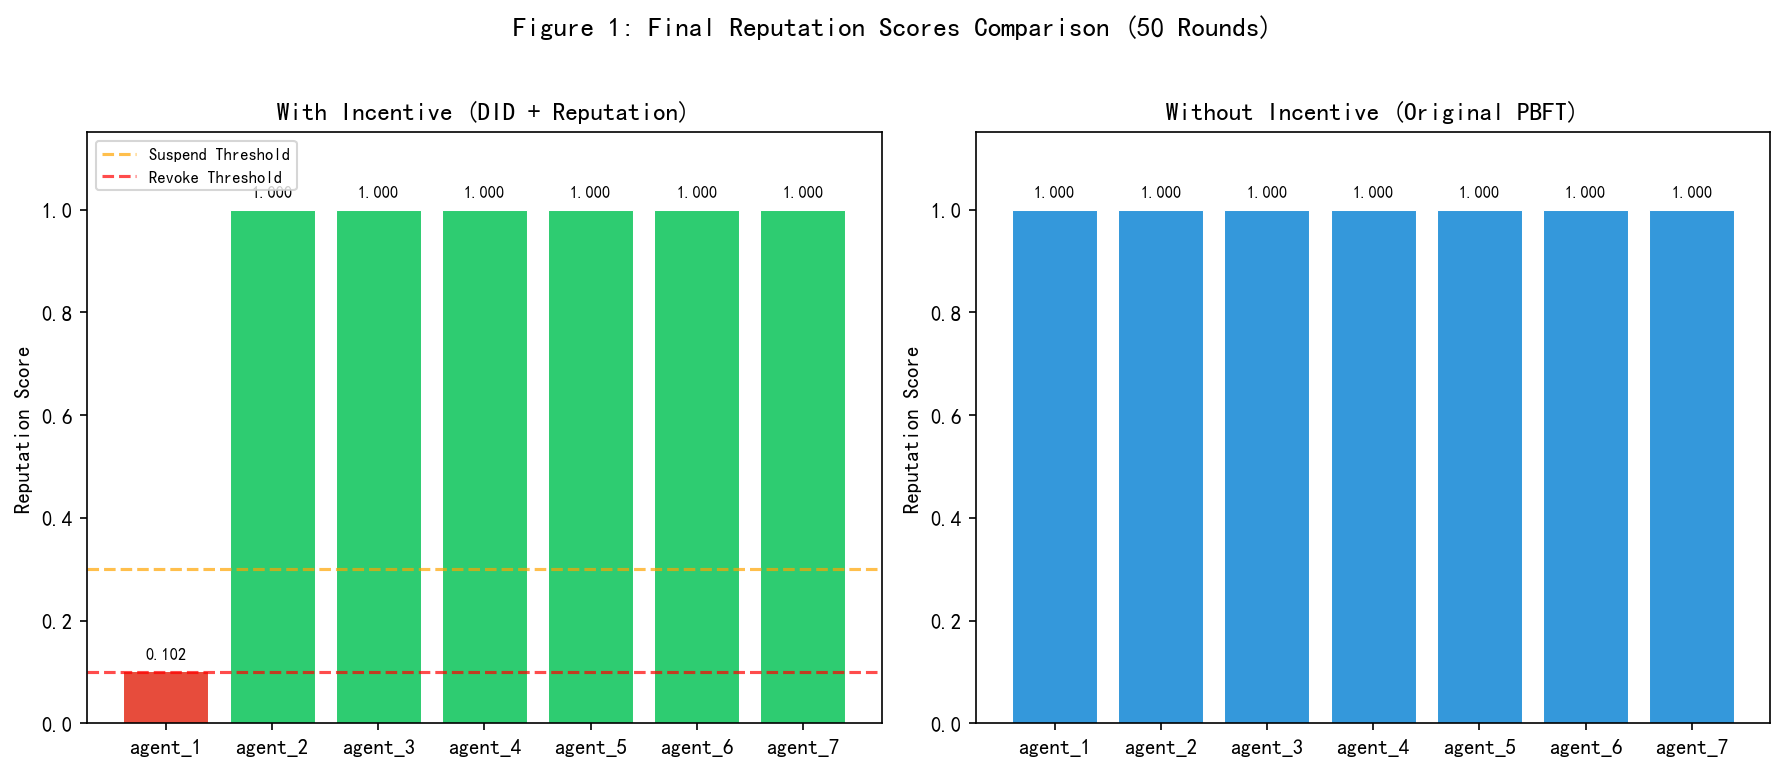 Figure 1: Final Reputation Scores Comparison (50 Rounds)
With Incentive (DID + Reputation)
Suspend Threshold
Revoke Threshold
1.000 1.000 1.000 1.000 1.000 1.000
0.102
Reputation Score
1.0
0.8
0.6
0.4
0.2
0.0
agent_1 agent_2 agent_3 agent_4 agent_5 agent_6 agent_7
Without Incentive (Original PBFT)
1.000 1.000 1.000 1.000 1.000 1.000 1.000
Reputation Score
1.0
0.8
0.6
0.4
0.2
0.0
agent_1 agent_2 agent_3 agent_4 agent_5 agent_6 agent_7